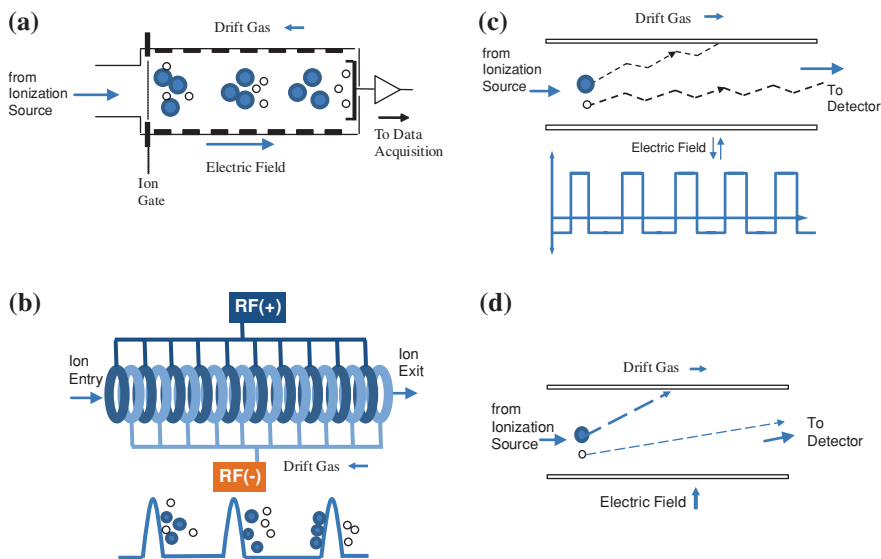 (a)
Drift Gas
from
Ionization
Source
Electric Field
Ion
Gate
To Data
Acquisition
(c)
Drift Gas
from
Ionization
Source
To
Detector
Electric Field
(b)
RF(+)
Ion
Entry
Ion
Exit
RF(-)
Drift Gas
(d)
Drift Gas
from
Ionization
Source
To
Detector
Electric Field